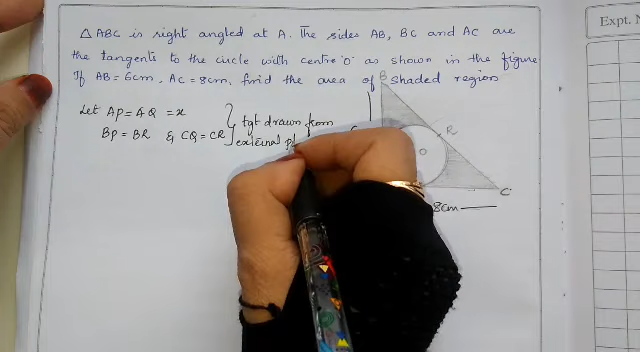 △ ABC is right angled at A. The sides AB, BC and AC are
the tangents to the circle with centre 'O' as shown in the figure
If AB = 6cm, AC = 8cm, find the area of shaded region
B
Let AP = AQ = x
BP = BR & CQ = CR
tgt drawn from
external pt
R
O
C
8cm
Expt. N